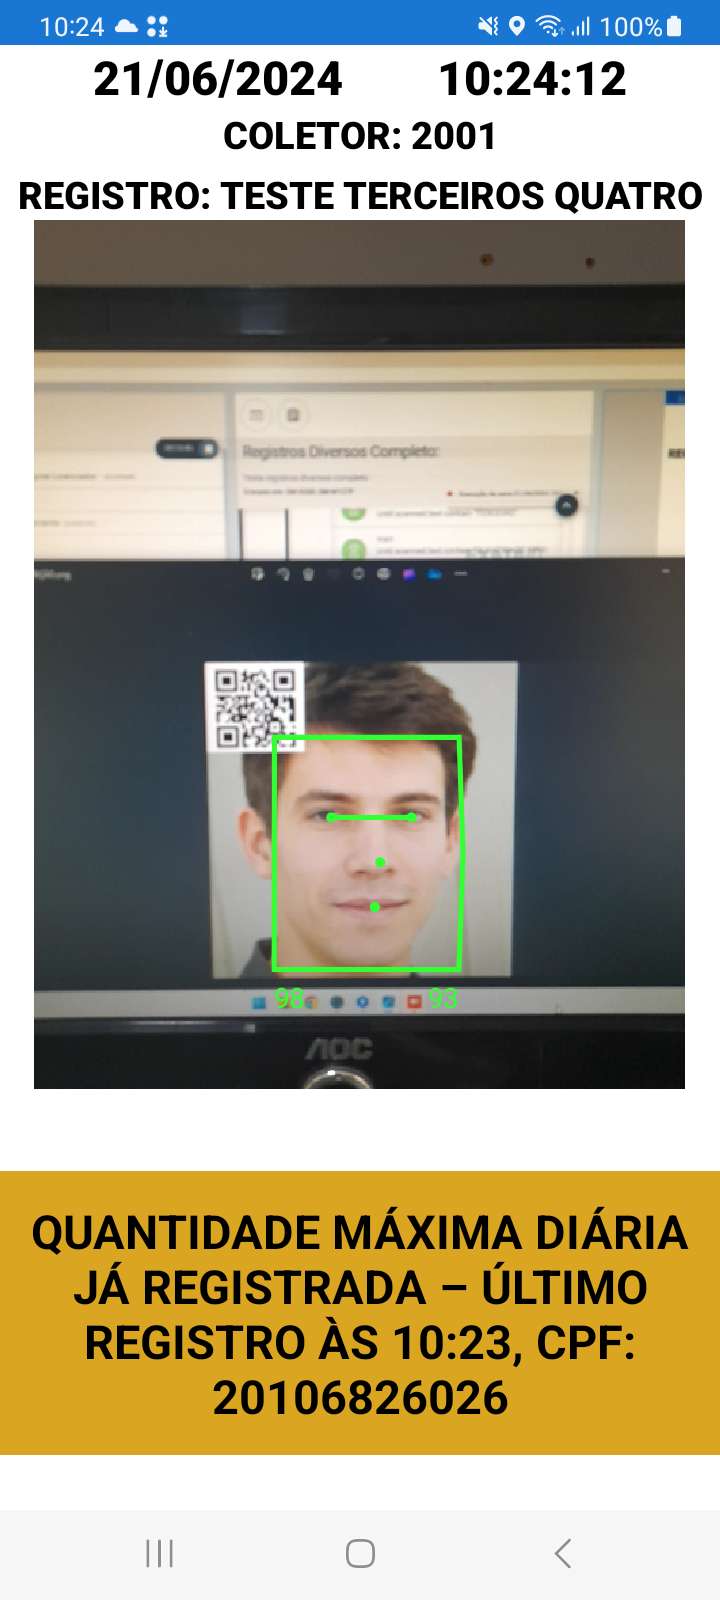 10:24 100%
21/06/2024 10:24:12
COLETOR: 2001
REGISTRO: TESTE TERCEIROS QUATRO
Registros Diversos Completo:
98 93
AOC
QUANTIDADE MÁXIMA DIÁRIA
JÁ REGISTRADA – ÚLTIMO
REGISTRO ÀS 10:23, CPF:
20106826026